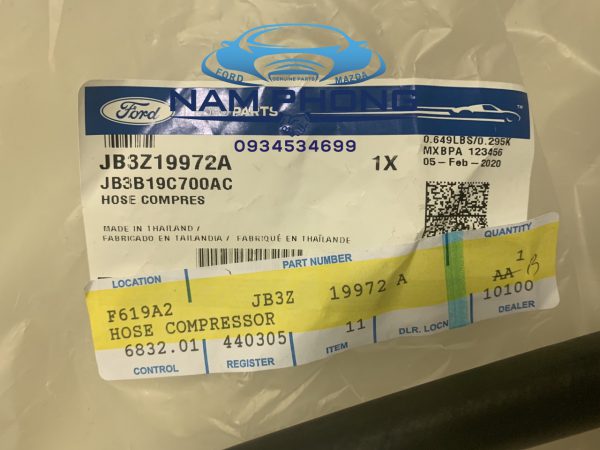 FORD
GENUINE PARTS
MAZDA
NAM PHONG
Ford
PARTS
0934534699
0.649LBS/0.295K
MXBPA 123456
05-Feb-2020
JB3Z19972A 1X
JB3B19C700AC
HOSE COMPRES
MADE IN THAILAND /
FABRICADO EN TAILANDIA / FABRIQUÉ EN THAÏLANDE
LOCATION PART NUMBER QUANTITY
F619A2 JB3Z 19972 A 1
HOSE COMPRESSOR AA
6832.01 440305 11 10100
CONTROL REGISTER ITEM DLR. LOCN DEALER